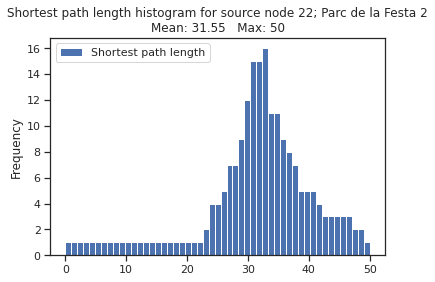 Shortest path length histogram for source node 22; Parc de la Festa 2
Mean: 31.55   Max: 50
Shortest path length
Frequency
16
14
12
10
8
6
4
2
0
0 10 20 30 40 50